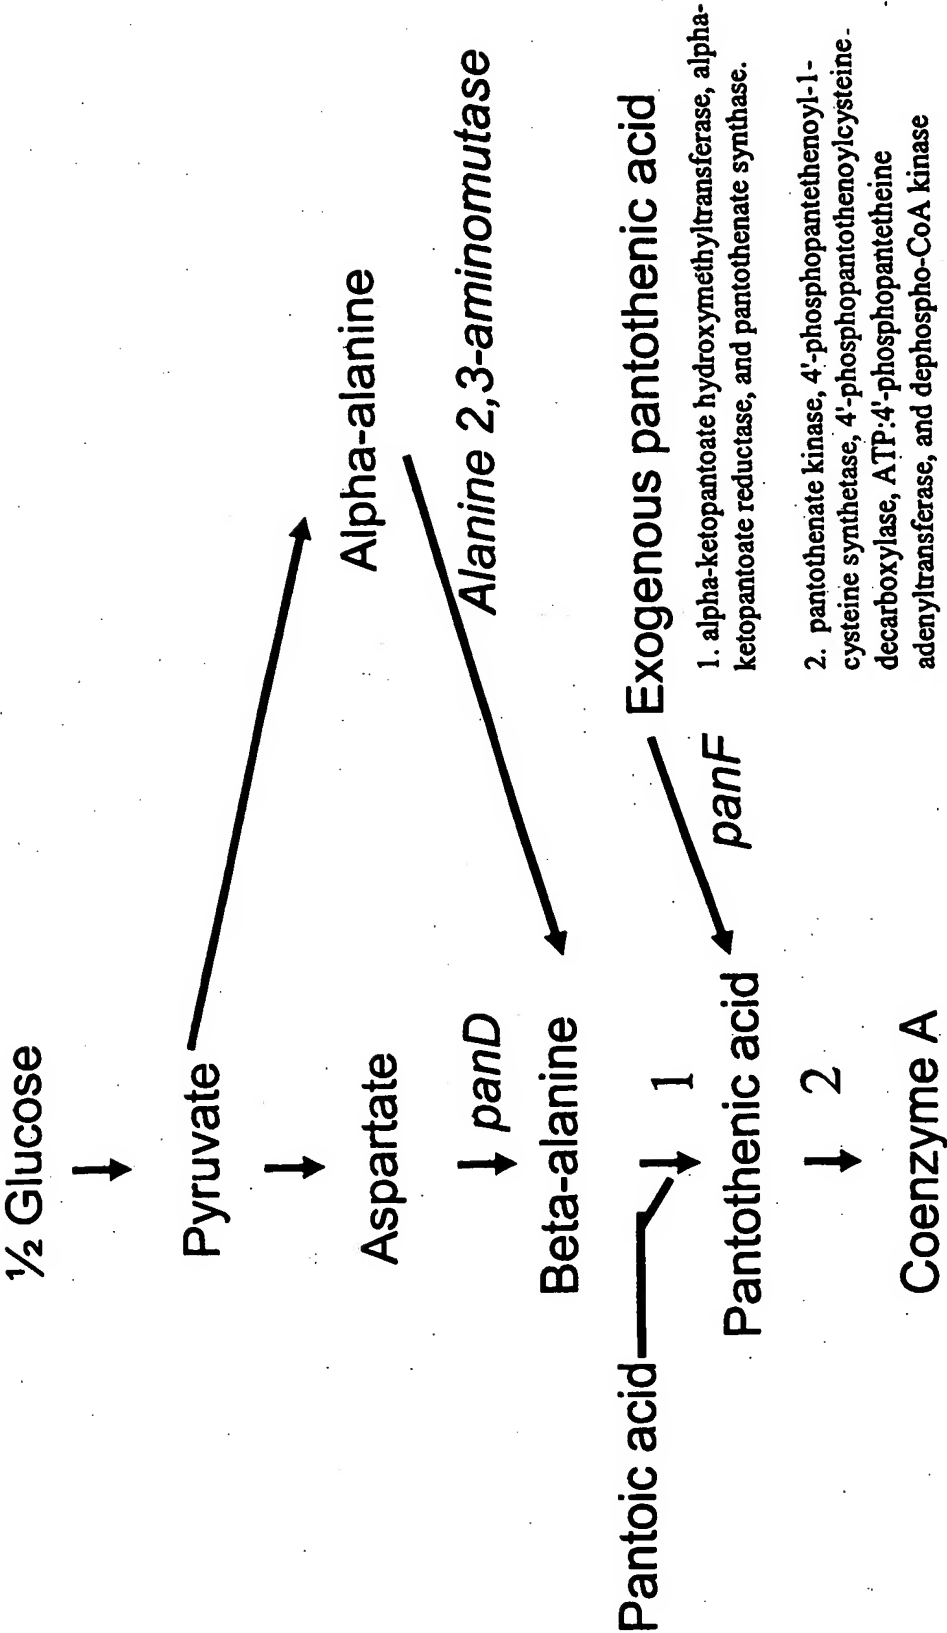 ½ Glucose
Pyruvate
Alpha-alanine
Aspartate
panD
Alanine 2,3-aminomutase
Beta-alanine
Pantoic acid
1
Exogenous pantothenic acid
panF
Pantothenic acid
2
Coenzyme A
1. alpha-ketopantoate hydroxymethyltransferase, alpha-
ketopantoate reductase, and pantothenate synthase.
2. pantothenate kinase, 4'-phosphopantethenoyl-1-
cysteine synthetase, 4'-phosphopantothenoylcysteine
decarboxylase, ATP:4'-phosphopantetheine
adenyltransferase, and dephospho-CoA kinase